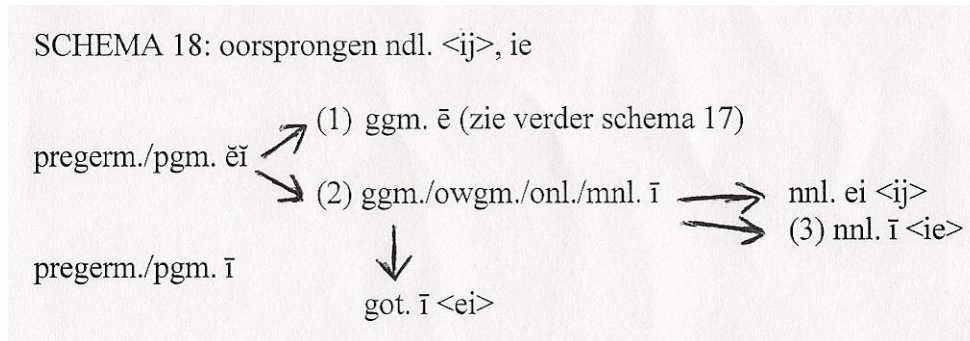 SCHEMA 18: oorsprongen ndl. <ij>, ie
(1) ggm. ē (zie verder schema 17)
pregerm./pgm. ĕĭ
(2) ggm./owgm./onl./mnl. ī
nnl. ei <ij>
(3) nnl. ī <ie>
pregerm./pgm. ī
got. ī <ei>